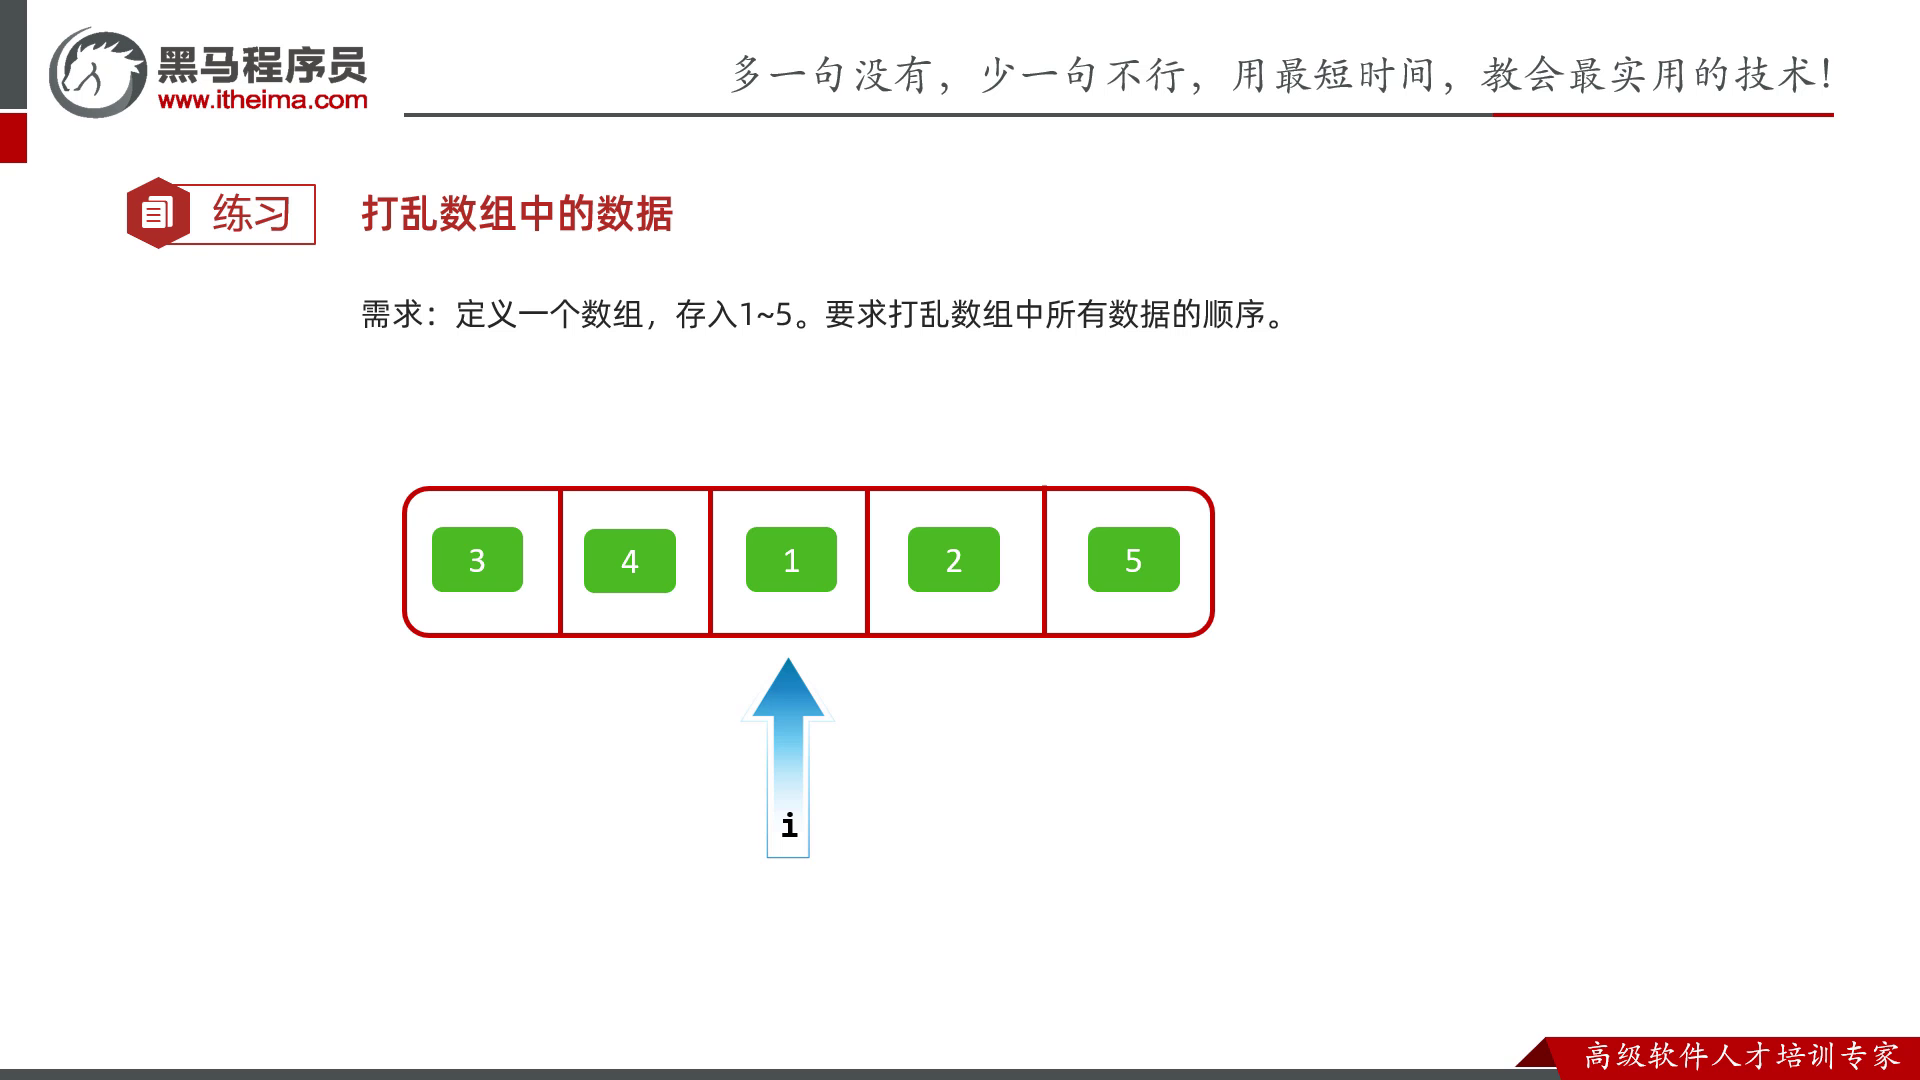 黑马程序员
www.itheima.com
多一句没有，少一句不行，用最短时间，教会最实用的技术！
练习
打乱数组中的数据
需求：定义一个数组，存入1~5。要求打乱数组中所有数据的顺序。
3 4 1 2 5
i
高级软件人才培训专家